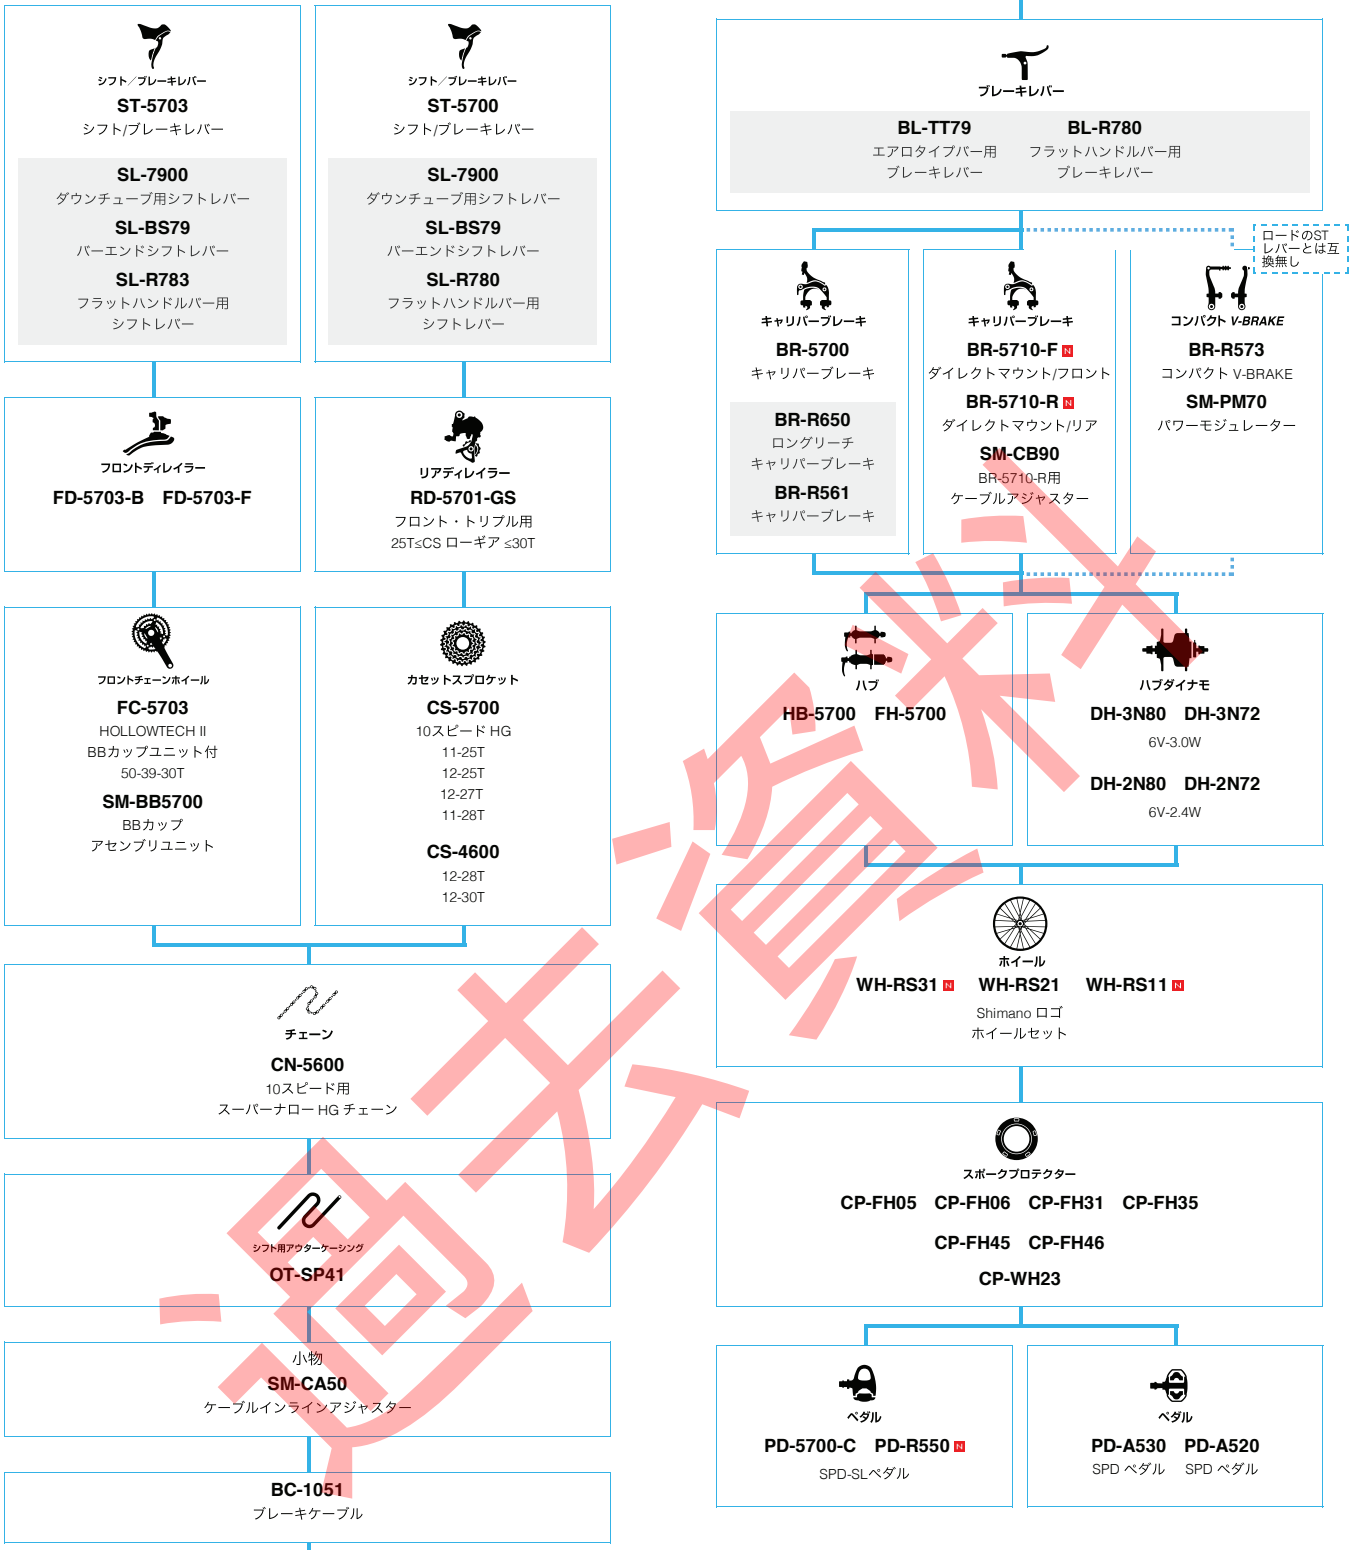 シフト／ブレーキレバー
ST-5703
シフト/ブレーキレバー
SL-7900
ダウンチューブ用シフトレバー
SL-BS79
バーエンドシフトレバー
SL-R783
フラットハンドルバー用
シフトレバー
シフト／ブレーキレバー
ST-5700
シフト/ブレーキレバー
SL-7900
ダウンチューブ用シフトレバー
SL-BS79
バーエンドシフトレバー
SL-R780
フラットハンドルバー用
シフトレバー
フロントディレイラー
FD-5703-B FD-5703-F
リアディレイラー
RD-5701-GS
フロント・トリプル用
25T≤CS ローギア ≤30T
フロントチェーンホイール
FC-5703
HOLLOWTECH II
BBカップユニット付
50-39-30T
SM-BB5700
BBカップ
アセンブリユニット
カセットスプロケット
CS-5700
10スピード HG
11-25T
12-25T
12-27T
11-28T
CS-4600
12-28T
12-30T
チェーン
CN-5600
10スピード用
スーパーナロー HG チェーン
シフト用アウターケーシング
OT-SP41
小物
SM-CA50
ケーブルインラインアジャスター
BC-1051
ブレーキケーブル
ブレーキレバー
BL-TT79
エアロタイプバー用
ブレーキレバー
BL-R780
フラットハンドルバー用
ブレーキレバー
ロードのST
レバーとは互
換無し
キャリパーブレーキ
BR-5700
キャリパーブレーキ
BR-R650
ロングリーチ
キャリパーブレーキ
BR-R561
キャリパーブレーキ
キャリパーブレーキ
BR-5710-F N
ダイレクトマウント/フロント
BR-5710-R N
ダイレクトマウント/リア
SM-CB90
BR-5710-R用
ケーブルアジャスター
コンパクト V-BRAKE
BR-R573
コンパクト V-BRAKE
SM-PM70
パワーモジュレーター
ハブ
HB-5700 FH-5700
ハブダイナモ
DH-3N80 DH-3N72
6V-3.0W
DH-2N80 DH-2N72
6V-2.4W
ホイール
WH-RS31 N WH-RS21 WH-RS11 N
Shimano ロゴ
ホイールセット
スポークプロテクター
CP-FH05 CP-FH06 CP-FH31 CP-FH35
CP-FH45 CP-FH46
CP-WH23
ペダル
PD-5700-C PD-R550 N
SPD-SLペダル
ペダル
PD-A530 PD-A520
SPD ペダル SPD ペダル
過去資料